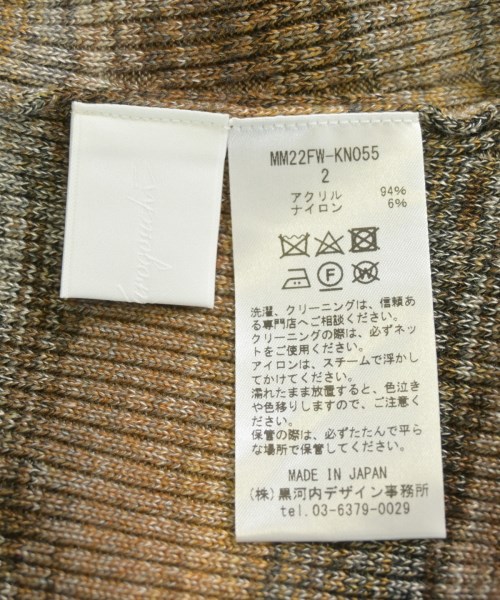 MM22FW-KN055
2
アクリル 94%
ナイロン 6%
洗濯、クリーニングは、信頼あ
る専門店へご相談ください。
クリーニングの際は、必ずネッ
トをご使用ください。
アイロンは、スチームで浮かし
てかけてください。
濡れたまま放置すると、色泣き
や色移りしますので、ご注意くだ
さい。
保管の際は、必ずたたんで平ら
な場所で保管してください。
MADE IN JAPAN
(株)黒河内デザイン事務所
tel.03-6379-0029